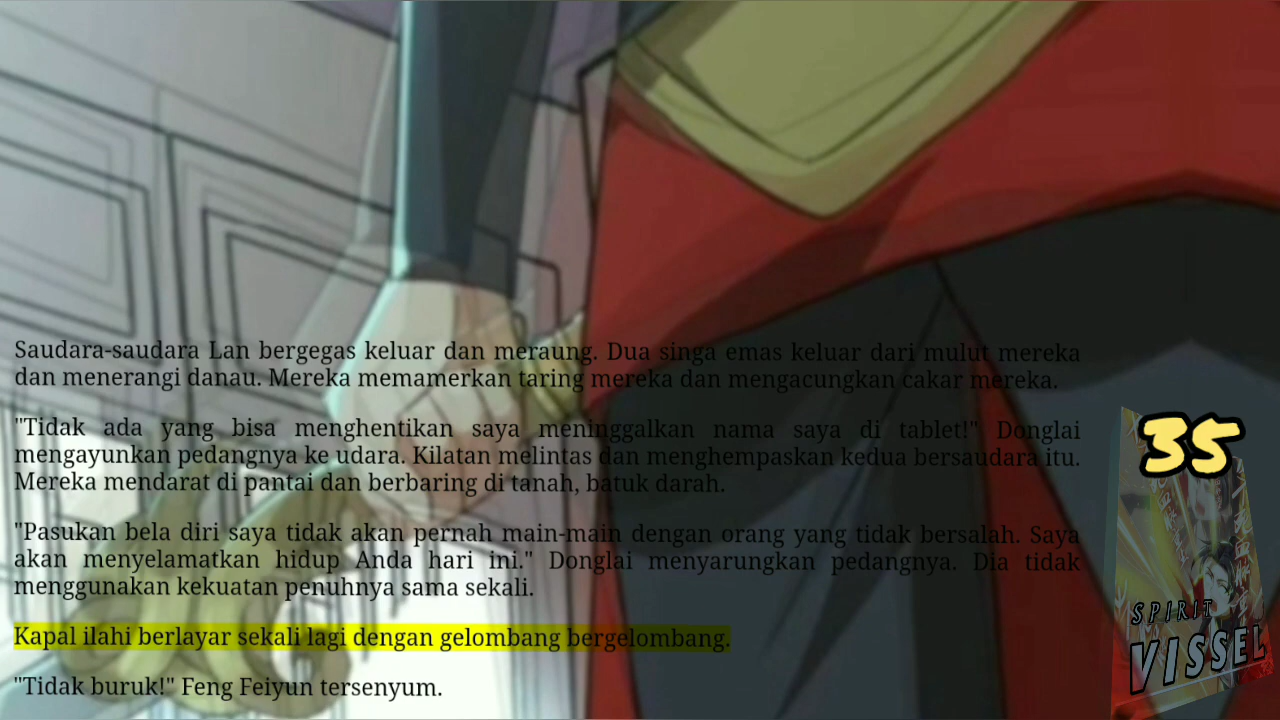 Saudara-saudara Lan bergegas keluar dan meraung. Dua singa emas keluar dari mulut mereka
dan menerangi danau. Mereka memamerkan taring mereka dan mengacungkan cakar mereka.
"Tidak ada yang bisa menghentikan saya meninggalkan nama saya di tablet!" Donglai
mengayunkan pedangnya ke udara. Kilatan melintas dan menghempaskan kedua bersaudara itu.
Mereka mendarat di pantai dan berbaring di tanah, batuk darah.
"Pasukan bela diri saya tidak akan pernah main-main dengan orang yang tidak bersalah. Saya
akan menyelamatkan hidup Anda hari ini." Donglai menyarungkan pedangnya. Dia tidak
menggunakan kekuatan penuhnya sama sekali.
Kapal ilahi berlayar sekali lagi dengan gelombang bergelombang.
"Tidak buruk!" Feng Feiyun tersenyum.
35
SPIRIT
VISSEL